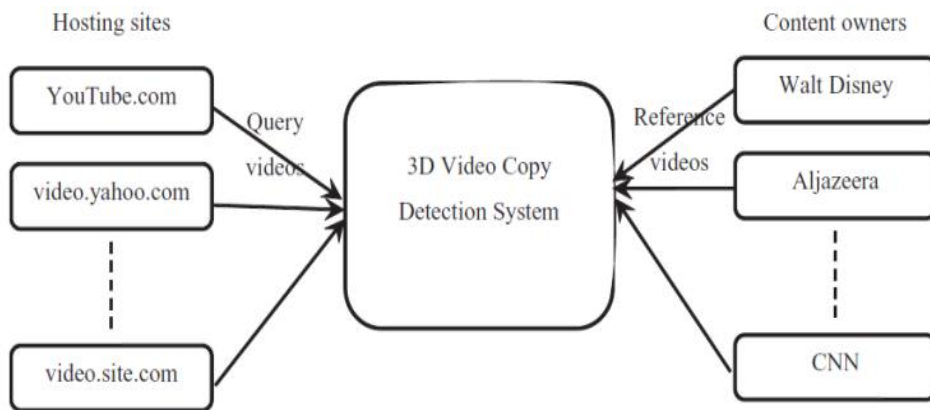 Hosting sites
Content owners
YouTube.com
Walt Disney
Query
videos
Reference
videos
video.yahoo.com
Aljazeera
3D Video Copy
Detection System
video.site.com
CNN